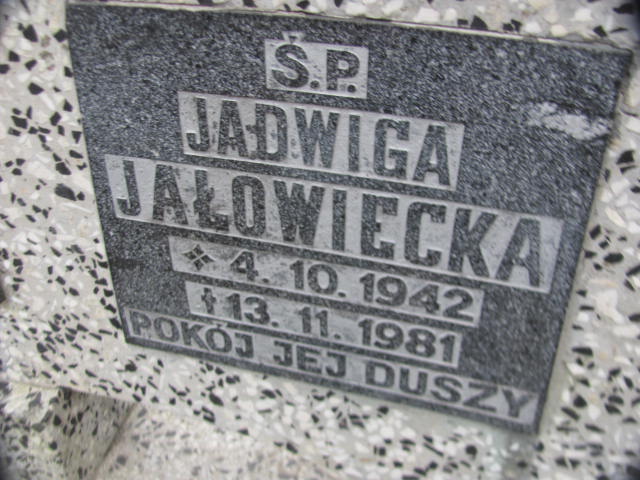 Ś.P.
JADWIGA
JAŁOWIECKA
4. 10. 1942
† 13. 11. 1981
POKÓJ JEJ DUSZY